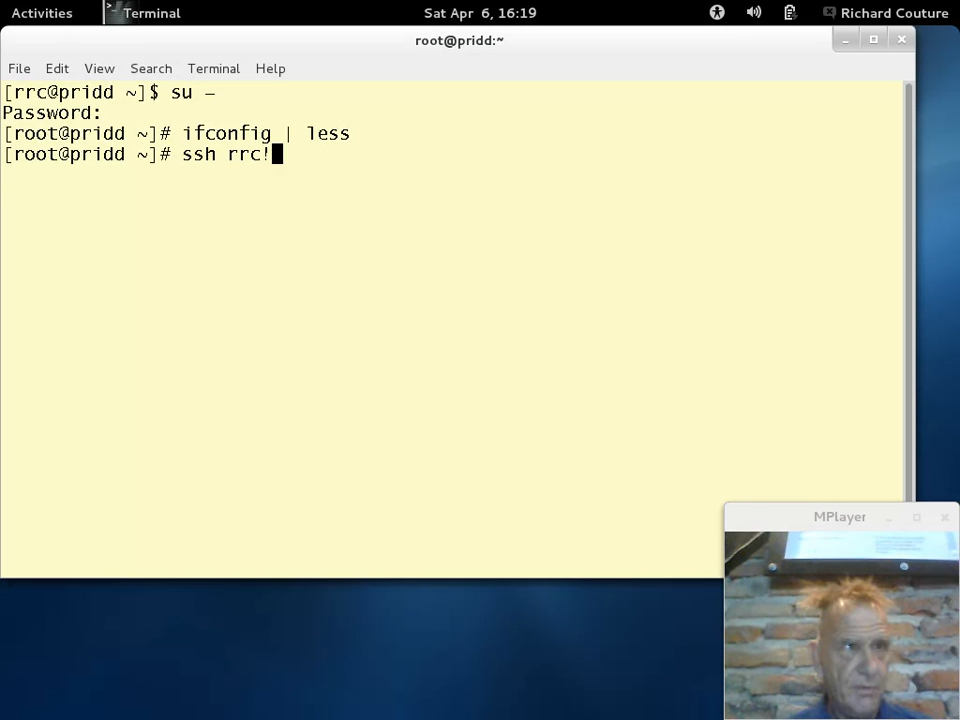 Activities Terminal Sat Apr 6, 16:19 Richard Couture
root@pridd:~
File Edit View Search Terminal Help
[rrc@pridd ~]$ su -
Password:
[root@pridd ~]# ifconfig | less
[root@pridd ~]# ssh rrc!
MPlayer